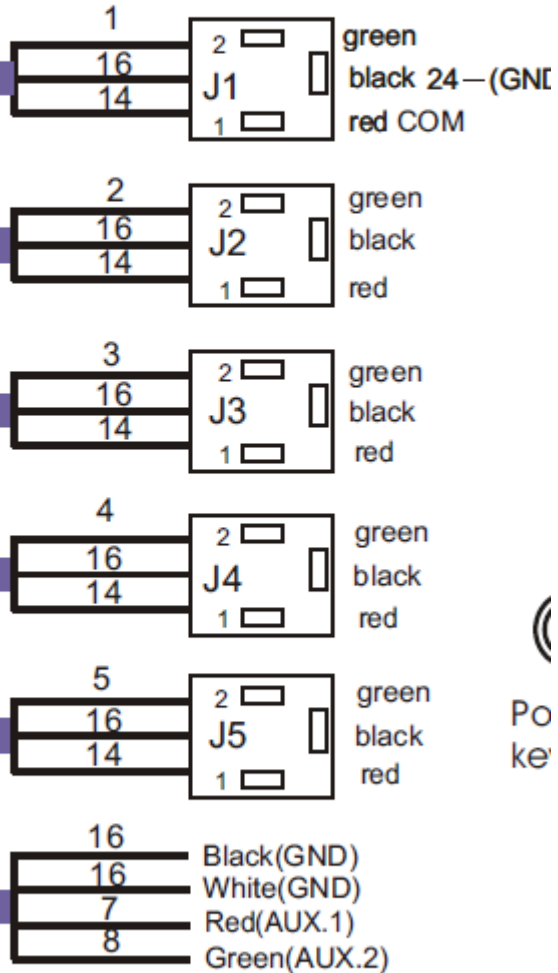 1
2 green
16
J1 black 24—(GND
14
1 red COM
2
2 green
16
J2 black
14
1 red
3
2 green
16
J3 black
14
1 red
4
2 green
16
J4 black
14
1 red
5
2 green
16
J5 black
14
1 red
Po
key
16
Black(GND)
16
White(GND)
7
Red(AUX.1)
8
Green(AUX.2)